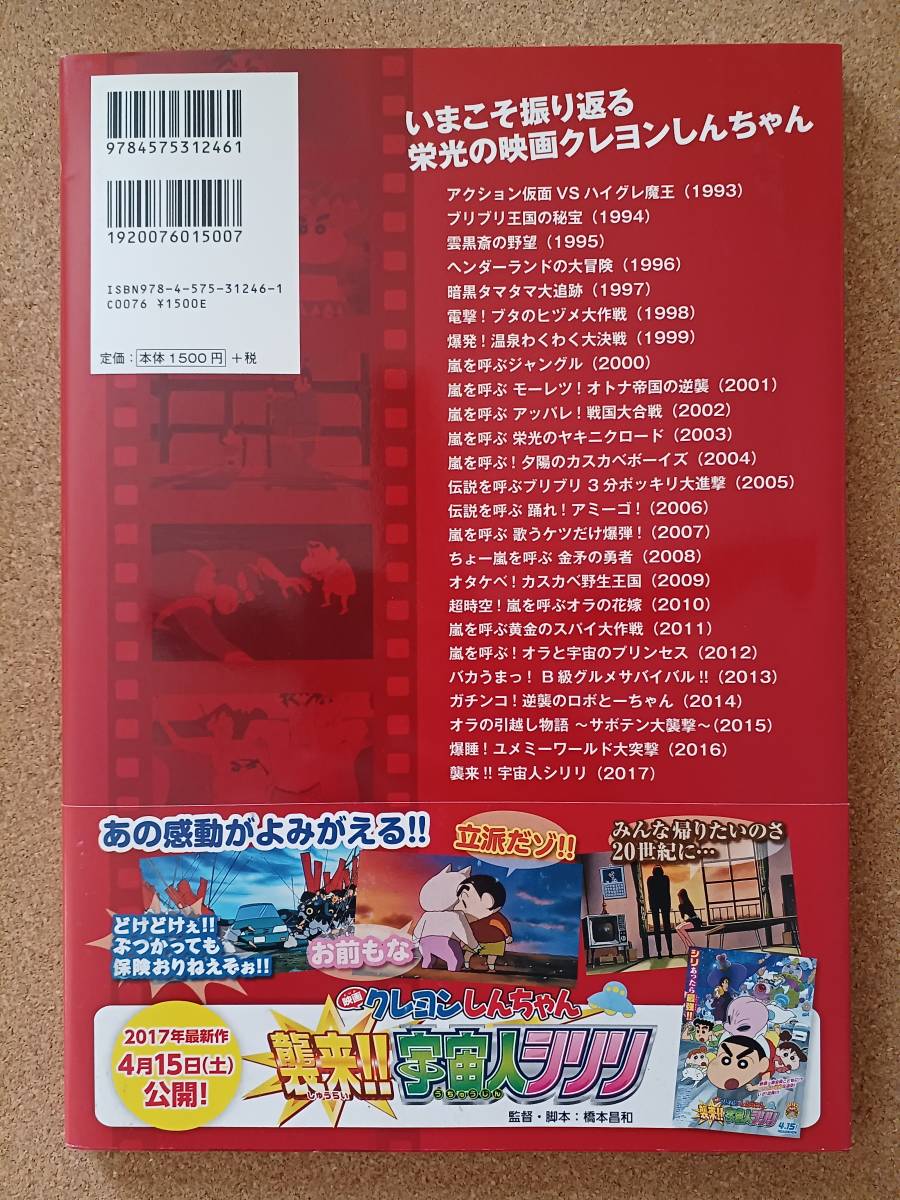 9784575312461
1920076015007
ISBN978-4-575-31246-1
C0076 ¥1500E
定価：本体1500円 +税
いまこそ振り返る
栄光の映画クレヨンしんちゃん
アクション仮面 VS ハイグレ魔王（1993）
ブリブリ王国の秘宝（1994）
雲黒斎の野望（1995）
ヘンダーランドの大冒険（1996）
暗黒タマタマ大追跡（1997）
電撃！ブタのヒヅメ大作戦（1998）
爆発！温泉わくわく大決戦（1999）
嵐を呼ぶジャングル（2000）
嵐を呼ぶ モーレツ！オトナ帝国の逆襲（2001）
嵐を呼ぶ アッパレ！戦国大合戦（2002）
嵐を呼ぶ 栄光のヤキニクロード（2003）
嵐を呼ぶ！夕陽のカスカベボーイズ（2004）
伝説を呼ぶブリブリ 3分ポッキリ大進撃（2005）
伝説を呼ぶ 踊れ！アミーゴ！（2006）
嵐を呼ぶ 歌うケツだけ爆弾！（2007）
ちょー嵐を呼ぶ 金矛の勇者（2008）
オタケベ！カスカベ野生王国（2009）
超時空！嵐を呼ぶオラの花嫁（2010）
嵐を呼ぶ黄金のスパイ大作戦（2011）
嵐を呼ぶ！オラと宇宙のプリンセス（2012）
バカうまっ！B級グルメサバイバル!!（2013）
ガチンコ！逆襲のロボとーちゃん（2014）
オラの引越し物語 ～サボテン大襲撃～（2015）
爆睡！ユメミーワールド大突撃（2016）
襲来!! 宇宙人シリリ（2017）
あの感動がよみがえる!!
どけどけぇ!!
ぶつかっても
保険おりねえぞぉ!!
立派だゾ!!
お前もな
みんな帰りたいのさ
20世紀に…
2017年最新作
4月15日(土)
公開！
映画 クレヨンしんちゃん
襲来!! 宇宙人シリリ
しゅうらい うちゅうじん
監督・脚本：橋本昌和
シリあったら
最強!!
襲来!! 宇宙人シリリ
4.15